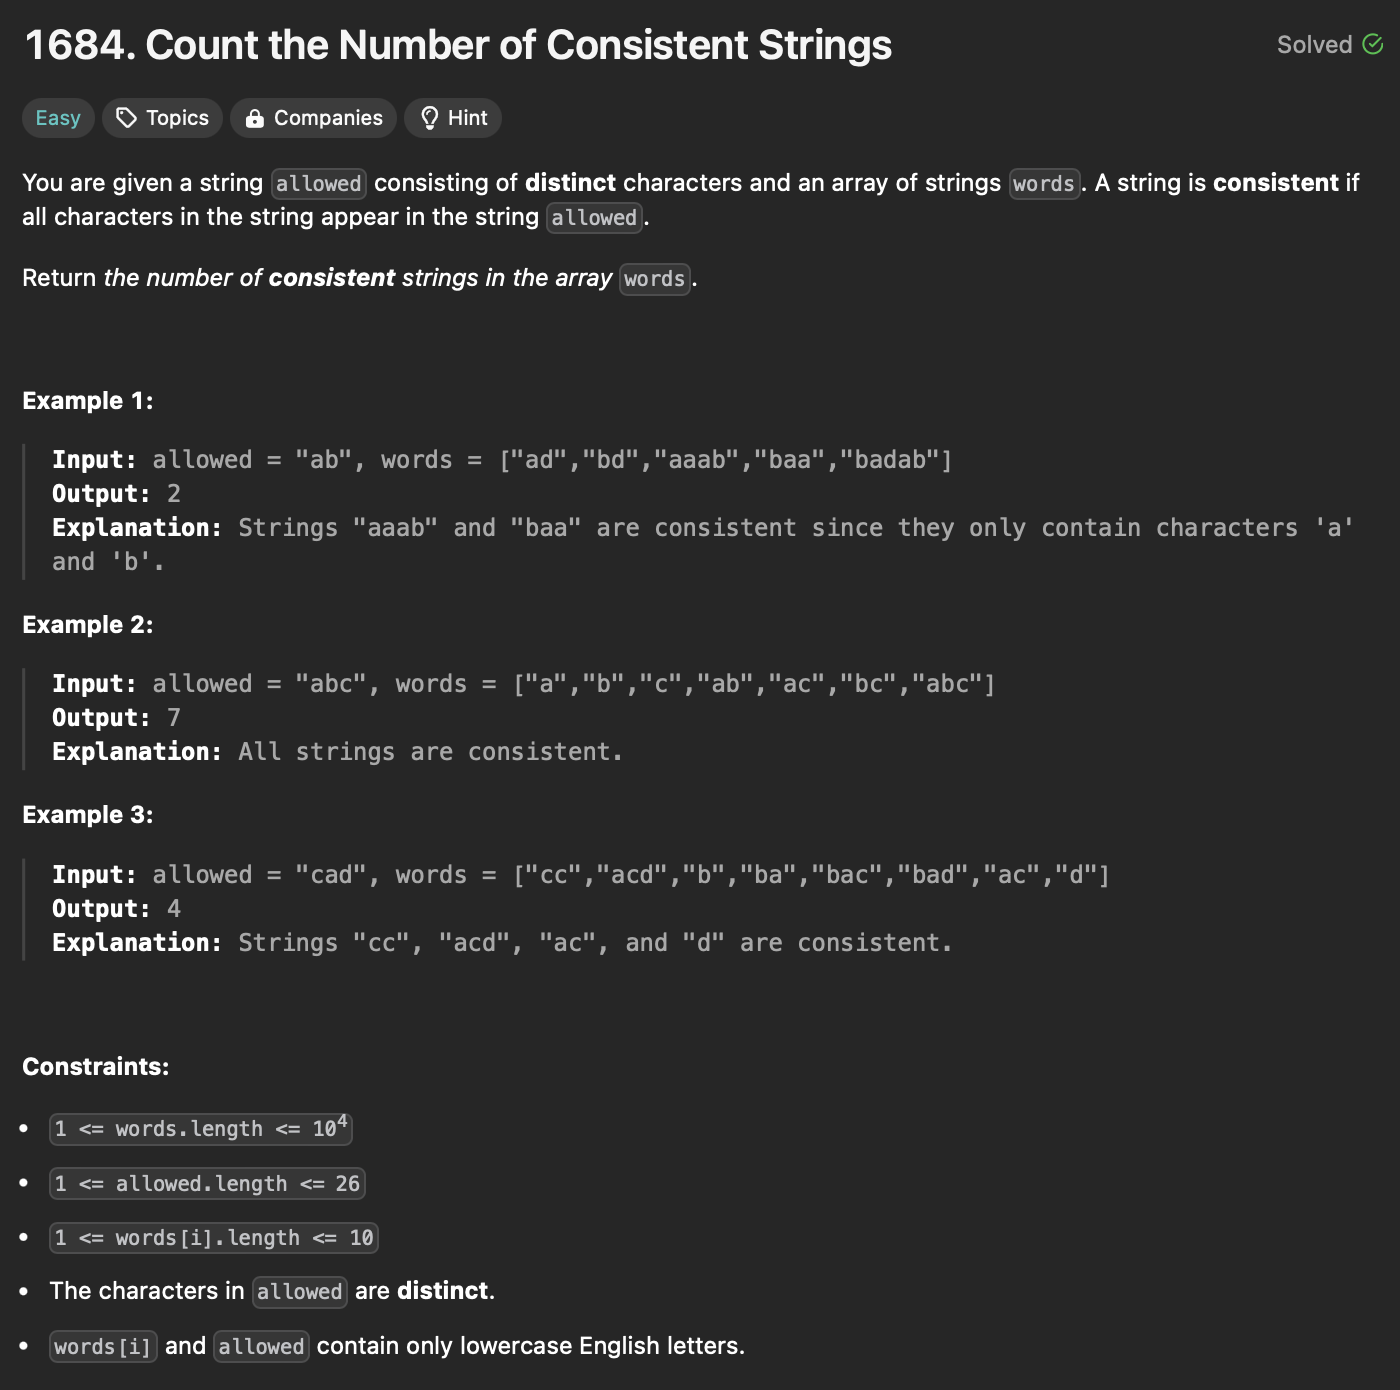 1684. Count the Number of Consistent Strings
Solved
Easy
Topics
Companies
Hint
You are given a string allowed consisting of distinct characters and an array of strings words. A string is consistent if
all characters in the string appear in the string allowed.
Return the number of consistent strings in the array words.
Example 1:
Input: allowed = "ab", words = ["ad","bd","aaab","baa","badab"]
Output: 2
Explanation: Strings "aaab" and "baa" are consistent since they only contain characters 'a'
and 'b'.
Example 2:
Input: allowed = "abc", words = ["a","b","c","ab","ac","bc","abc"]
Output: 7
Explanation: All strings are consistent.
Example 3:
Input: allowed = "cad", words = ["cc","acd","b","ba","bac","bad","ac","d"]
Output: 4
Explanation: Strings "cc", "acd", "ac", and "d" are consistent.
Constraints:
• 1 <= words.length <= 10⁴
• 1 <= allowed.length <= 26
• 1 <= words[i].length <= 10
• The characters in allowed are distinct.
• words[i] and allowed contain only lowercase English letters.